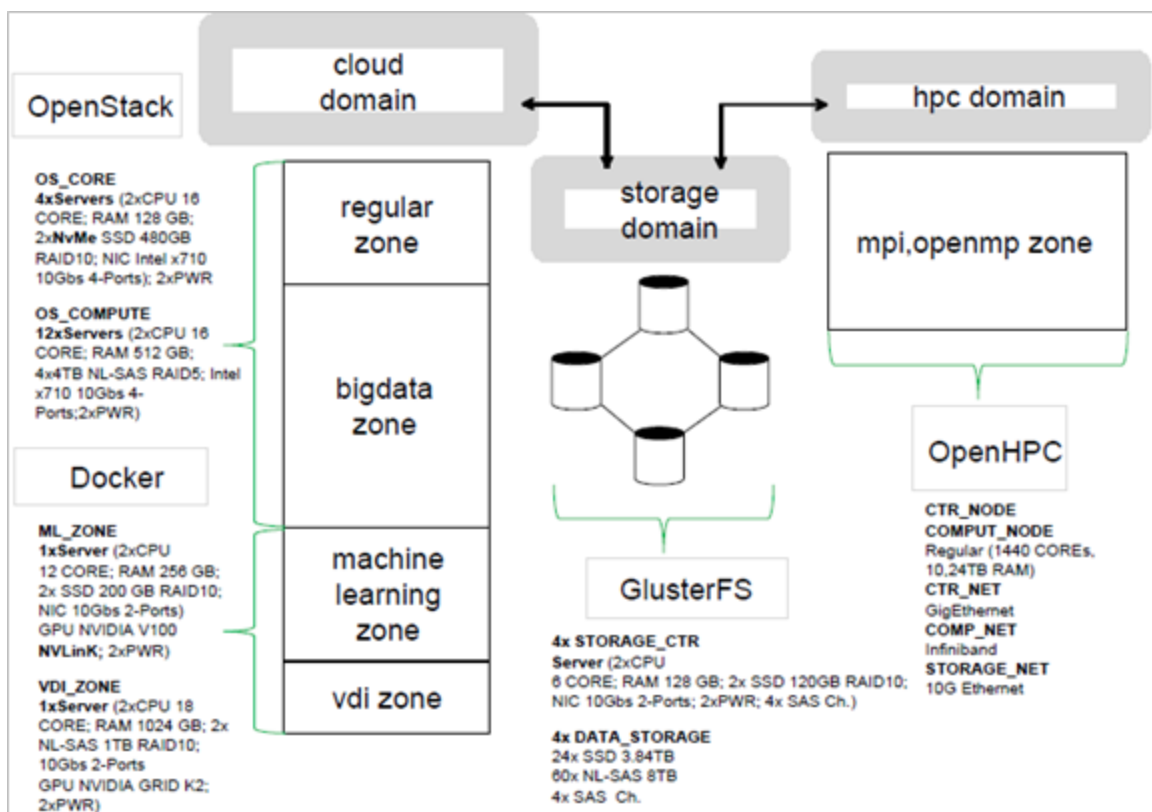 cloud
domain
hpc domain
OpenStack
storage
domain
OS_CORE
4xServers (2xCPU 16
CORE; RAM 128 GB;
2xNvMe SSD 480GB
RAID10; NIC Intel x710
10Gbs 4-Ports); 2xPWR
OS_COMPUTE
12xServers (2xCPU 16
CORE; RAM 512 GB;
4x4TB NL-SAS RAID5; Intel
x710 10Gbs 4-
Ports;2xPWR)
regular
zone
bigdata
zone
mpi,openmp zone
Docker
ML_ZONE
1xServer (2xCPU
12 CORE; RAM 256 GB;
2x SSD 200 GB RAID10;
NIC 10Gbs 2-Ports)
GPU NVIDIA V100
NVLinK; 2xPWR)
VDI_ZONE
1xServer (2xCPU 18
CORE; RAM 1024 GB; 2x
NL-SAS 1TB RAID10;
10Gbs 2-Ports
GPU NVIDIA GRID K2;
2xPWR)
machine
learning
zone
vdi zone
GlusterFS
4x STORAGE_CTR
Server (2xCPU
6 CORE; RAM 128 GB; 2x SSD 120GB RAID10;
NIC 10Gbs 2-Ports; 2xPWR; 4x SAS Ch.)
4x DATA_STORAGE
24x SSD 3.84TB
60x NL-SAS 8TB
4x SAS Ch.
OpenHPC
CTR_NODE
COMPUT_NODE
Regular (1440 COREs,
10,24TB RAM)
CTR_NET
GigEthernet
COMP_NET
Infiniband
STORAGE_NET
10G Ethernet